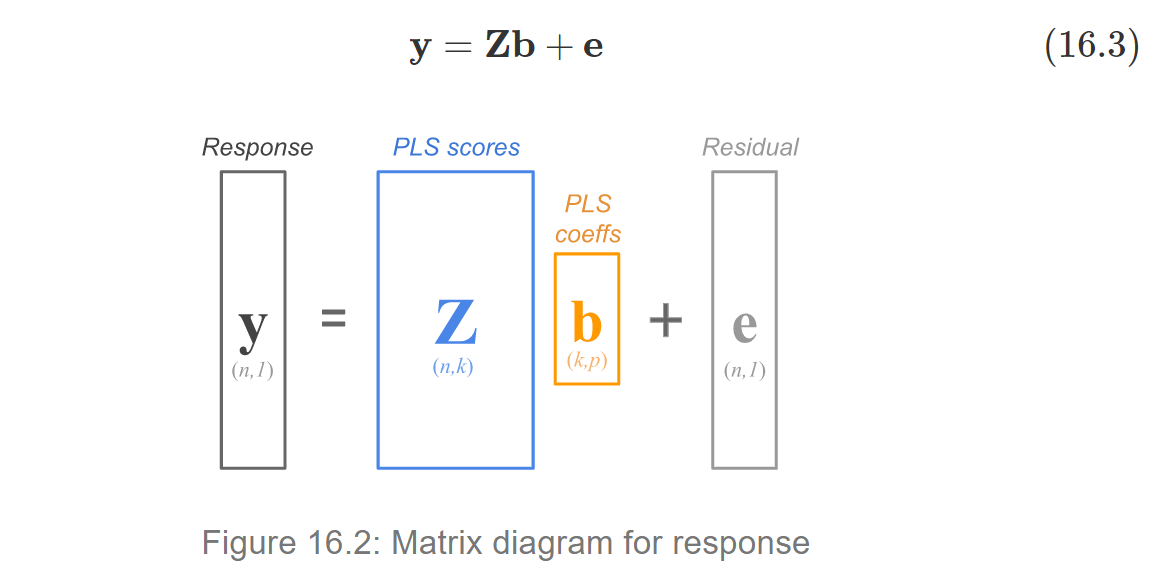 y = Zb + e (16.3)
Response PLS scores Residual
PLS
coeffs
y = Z b + e
(n,1) (n,k) (k,p) (n,1)
Figure 16.2: Matrix diagram for response